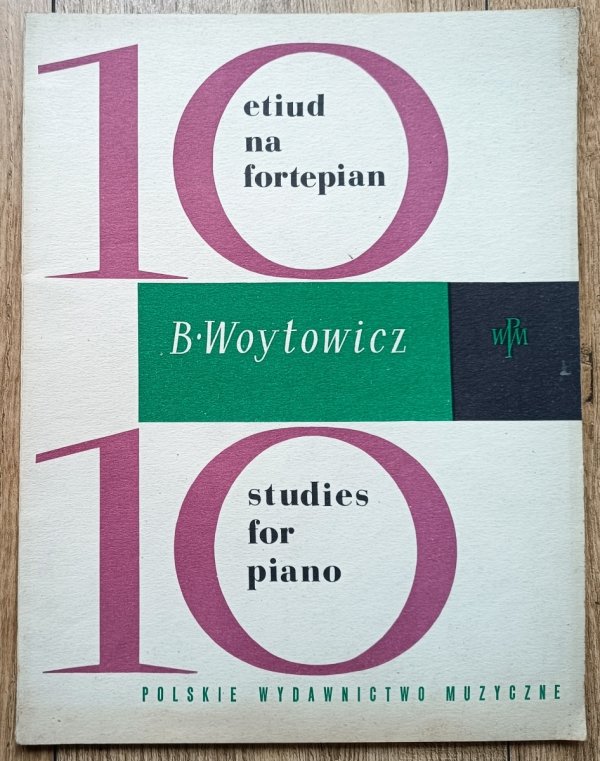 10
etiud
na
fortepian
B·Woytowicz
PWM
10
studies
for
piano
POLSKIE WYDAWNICTWO MUZYCZNE